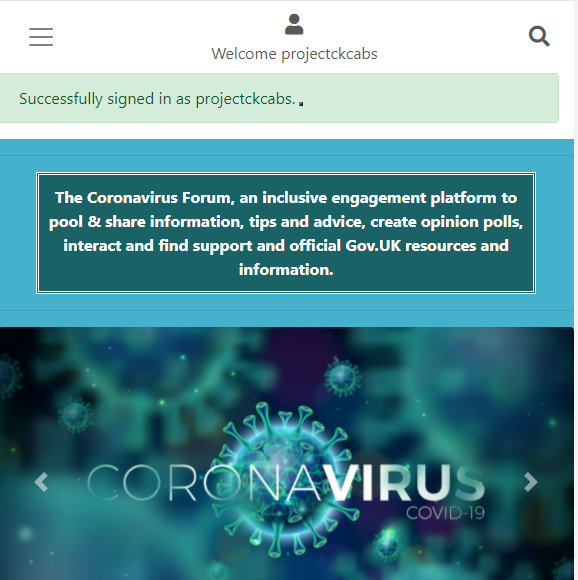 Welcome projectckcabs
Successfully signed in as projectckcabs.
The Coronavirus Forum, an inclusive engagement platform to
pool & share information, tips and advice, create opinion polls,
interact and find support and official Gov.UK resources and
information.
CORONAVIRUS
COVID-19